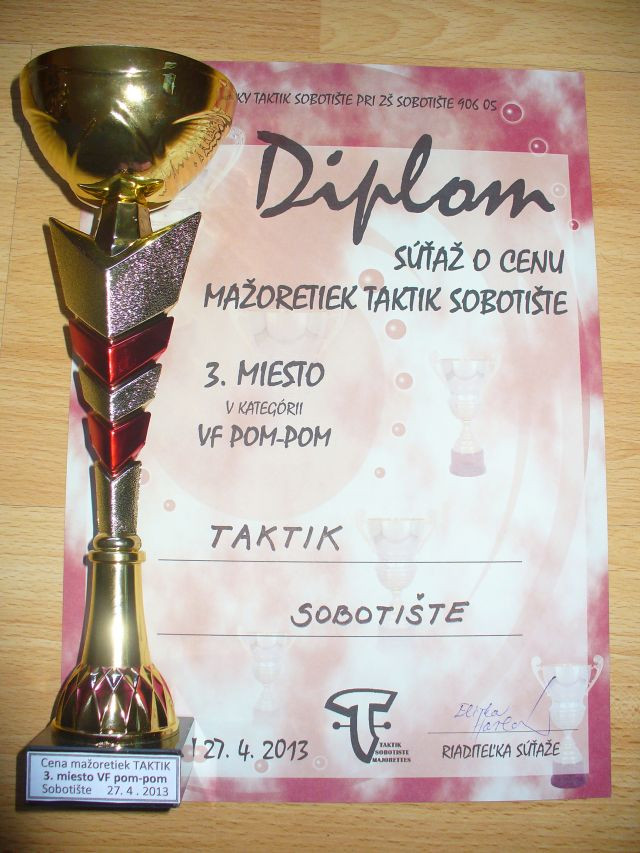 TAKTIK SOBOTIŠTE PRI ZŠ SOBOTIŠTE 906 05
Diplom
SÚŤAŽ O CENU
MAŽORETIEK TAKTIK SOBOTIŠTE
3. MIESTO
V KATEGÓRII
VF POM-POM
TAKTIK
SOBOTIŠTE
27. 4. 2013
TAKTIK
SOBOTIŠTE
MAJORETTES
RIADITEĽKA SÚŤAŽE
Cena mažoretiek TAKTIK
3. miesto VF pom-pom
Sobotište 27. 4 . 2013